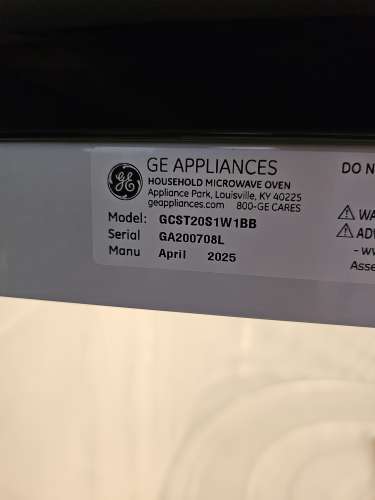 GE APPLIANCES
HOUSEHOLD MICROWAVE OVEN
Appliance Park, Louisville, KY 40225
geappliances.com 800-GE CARES
Model: GCST20S1W1BB
Serial GA200708L
Manu April 2025
DO N
⚠ WA
⚠ ADV
- ww
Asse